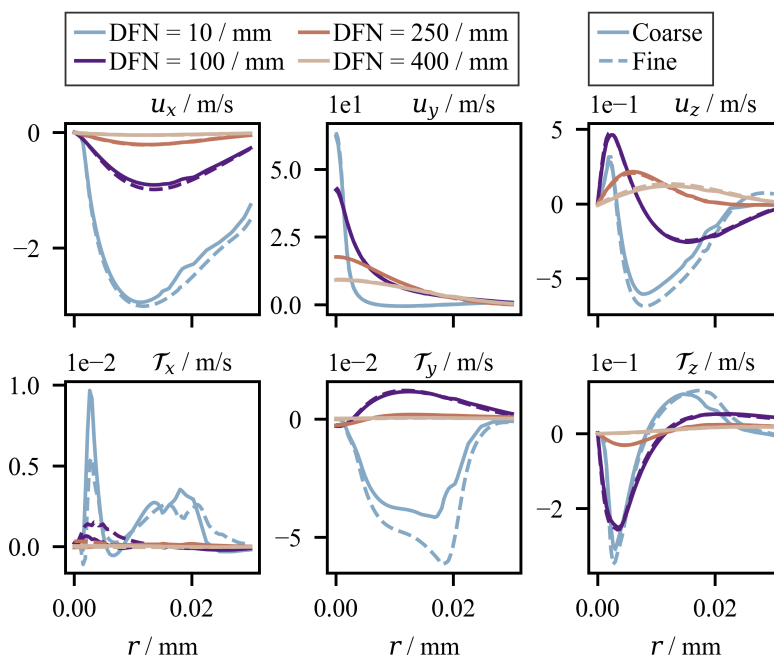 DFN = 10 / mm DFN = 250 / mm Coarse
DFN = 100 / mm DFN = 400 / mm Fine
u_x / m/s 1e1 u_y / m/s 1e−1 u_z / m/s
0 −2
5.0 2.5 0.0
5 0 −5
1e−2 𝒯_x / m/s 1e−2 𝒯_y / m/s 1e−1 𝒯_z / m/s
1.0 0.5 0.0
0 −5
0 −2
0.00 0.02 0.00 0.02 0.00 0.02
r / mm r / mm r / mm